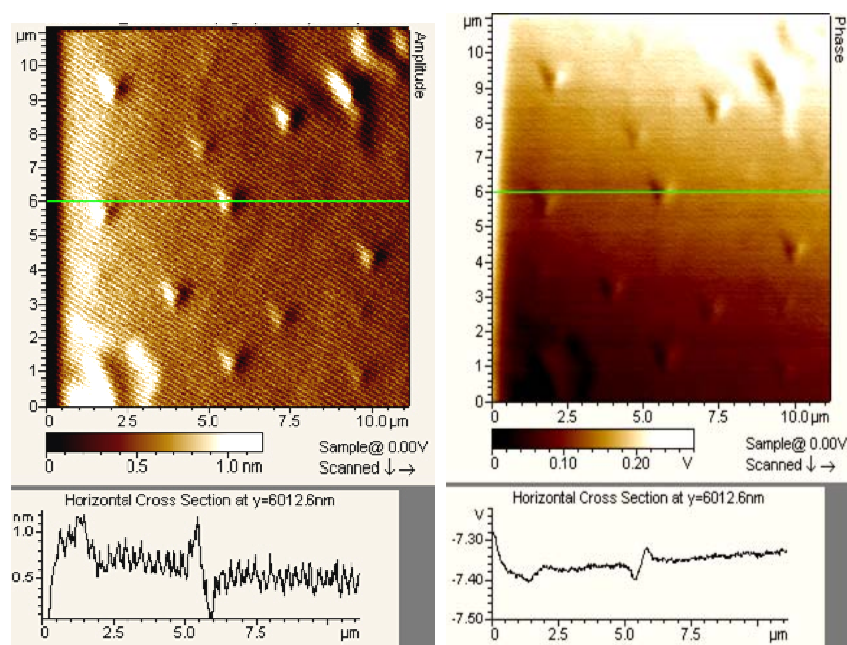 µm
10
9
8
7
6
5
4
3
2
1
0
0 2.5 5.0 7.5 10.0 µm
Amplitude
0 0.5 1.0 nm
Sample@ 0.00V
Scanned ↓ →
Horizontal Cross Section at y=6012.6nm
nm
1.0
0.5
0 2.5 5.0 7.5 µm
µm
10
9
8
7
6
5
4
3
2
1
0
0 2.5 5.0 7.5 10.0 µm
Phase
0 0.10 0.20 V
Sample@ 0.00V
Scanned ↓ →
Horizontal Cross Section at y=6012.6nm
V
-7.30
-7.40
-7.50
0 2.5 5.0 7.5 µm